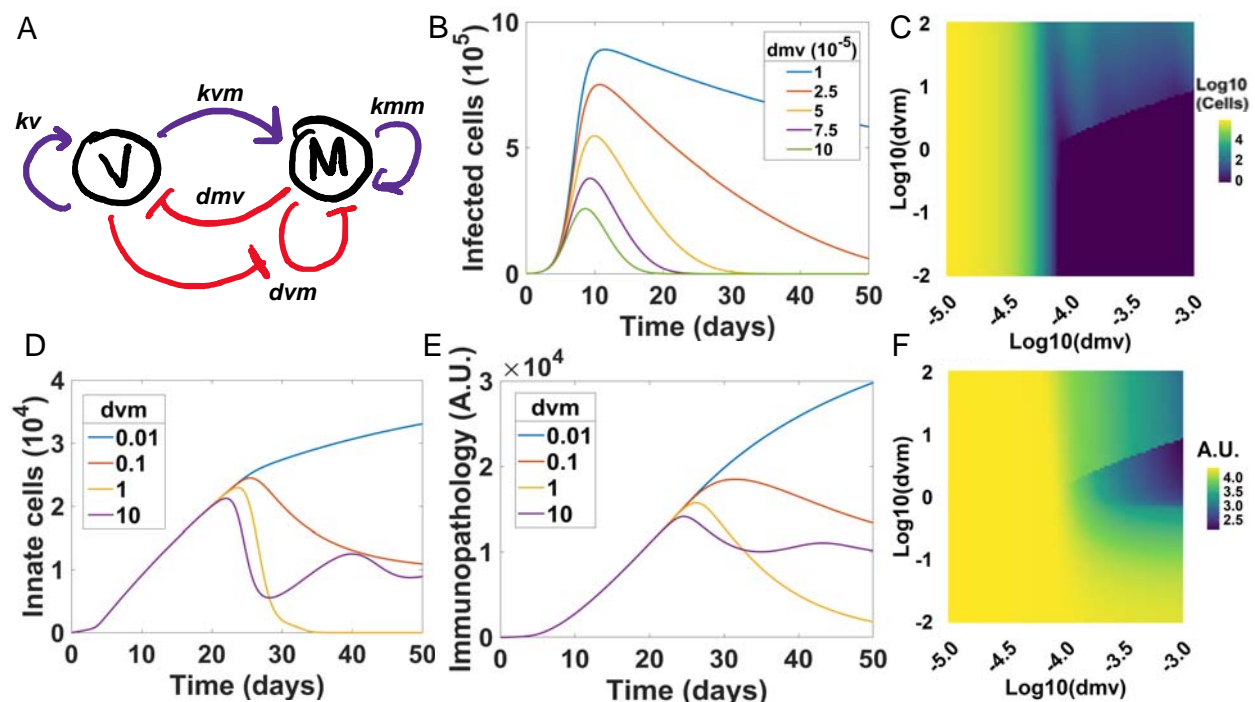 A
kv
V
kvm
M
kmm
dmv
dvm
B
Infected cells (10^5)
10
5
0
dmv (10^-5)
1
2.5
5
7.5
10
0 10 20 30 40 50
Time (days)
C
Log10(dvm)
2
1
0
-1
-2
-5.0 -4.5 -4.0 -3.5 -3.0
Log10(dmv)
Log10
(Cells)
4
2
0
D
Innate cells (10^4)
4
3
2
1
0
dvm
0.01
0.1
1
10
0 10 20 30 40 50
Time (days)
E
Immunopathology (A.U.)
×10^4
3
2
1
0
dvm
0.01
0.1
1
10
0 10 20 30 40 50
Time (days)
F
Log10(dvm)
2
1
0
-1
-2
-5.0 -4.5 -4.0 -3.5 -3.0
Log10(dmv)
A.U.
4.0
3.5
3.0
2.5